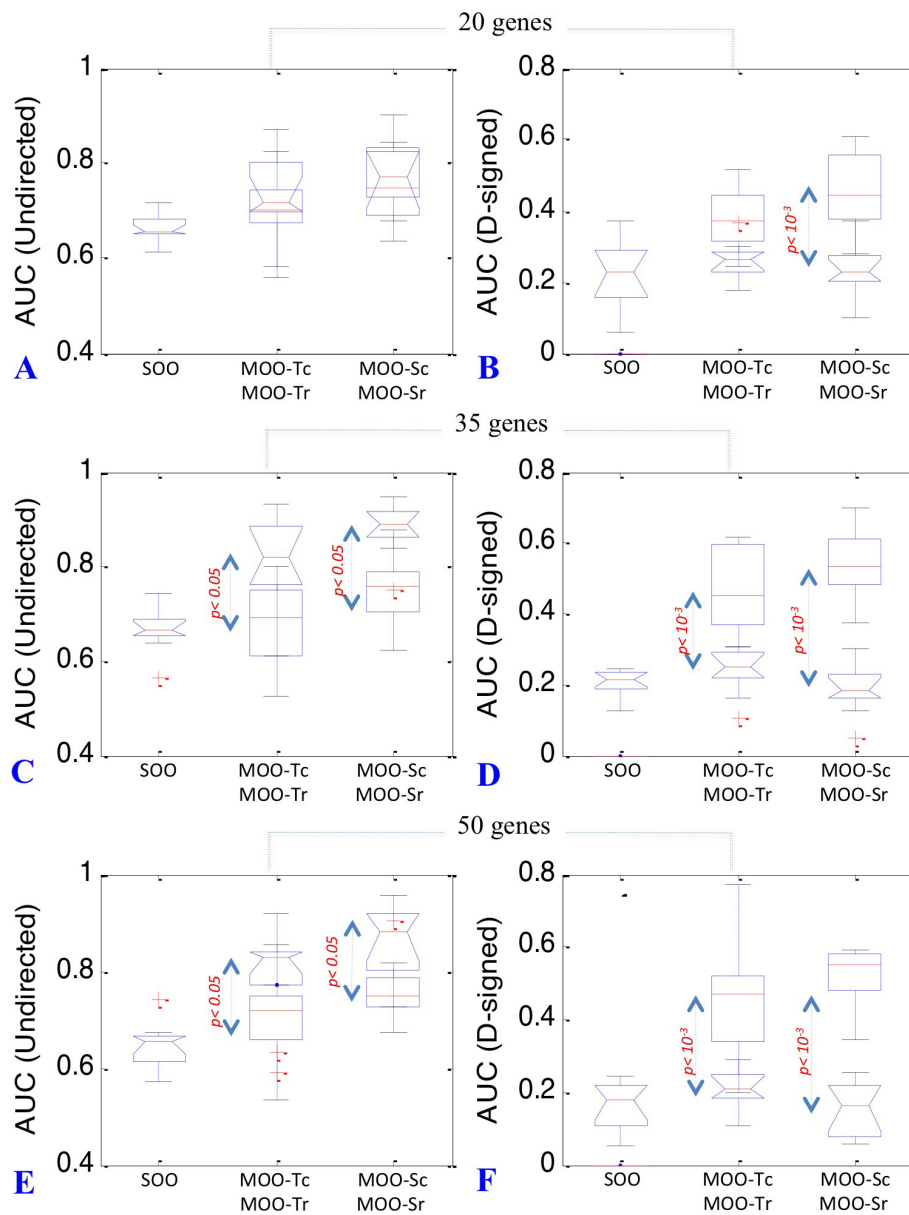 20 genes
AUC (Undirected)
1
0.8
0.6
0.4
A
SOO
MOO-Tc
MOO-Tr
MOO-Sc
MOO-Sr
AUC (D-signed)
0.8
0.6
0.4
0.2
0
p< 10-3
B
SOO
MOO-Tc
MOO-Tr
MOO-Sc
MOO-Sr
35 genes
AUC (Undirected)
1
0.8
0.6
0.4
p< 0.05
p< 0.05
C
SOO
MOO-Tc
MOO-Tr
MOO-Sc
MOO-Sr
AUC (D-signed)
0.8
0.6
0.4
0.2
0
p< 10-3
p< 10-3
D
SOO
MOO-Tc
MOO-Tr
MOO-Sc
MOO-Sr
50 genes
AUC (Undirected)
1
0.8
0.6
0.4
p< 0.05
p< 0.05
E
SOO
MOO-Tc
MOO-Tr
MOO-Sc
MOO-Sr
AUC (D-signed)
0.8
0.6
0.4
0.2
0
p< 10-3
p< 10-3
F
SOO
MOO-Tc
MOO-Tr
MOO-Sc
MOO-Sr